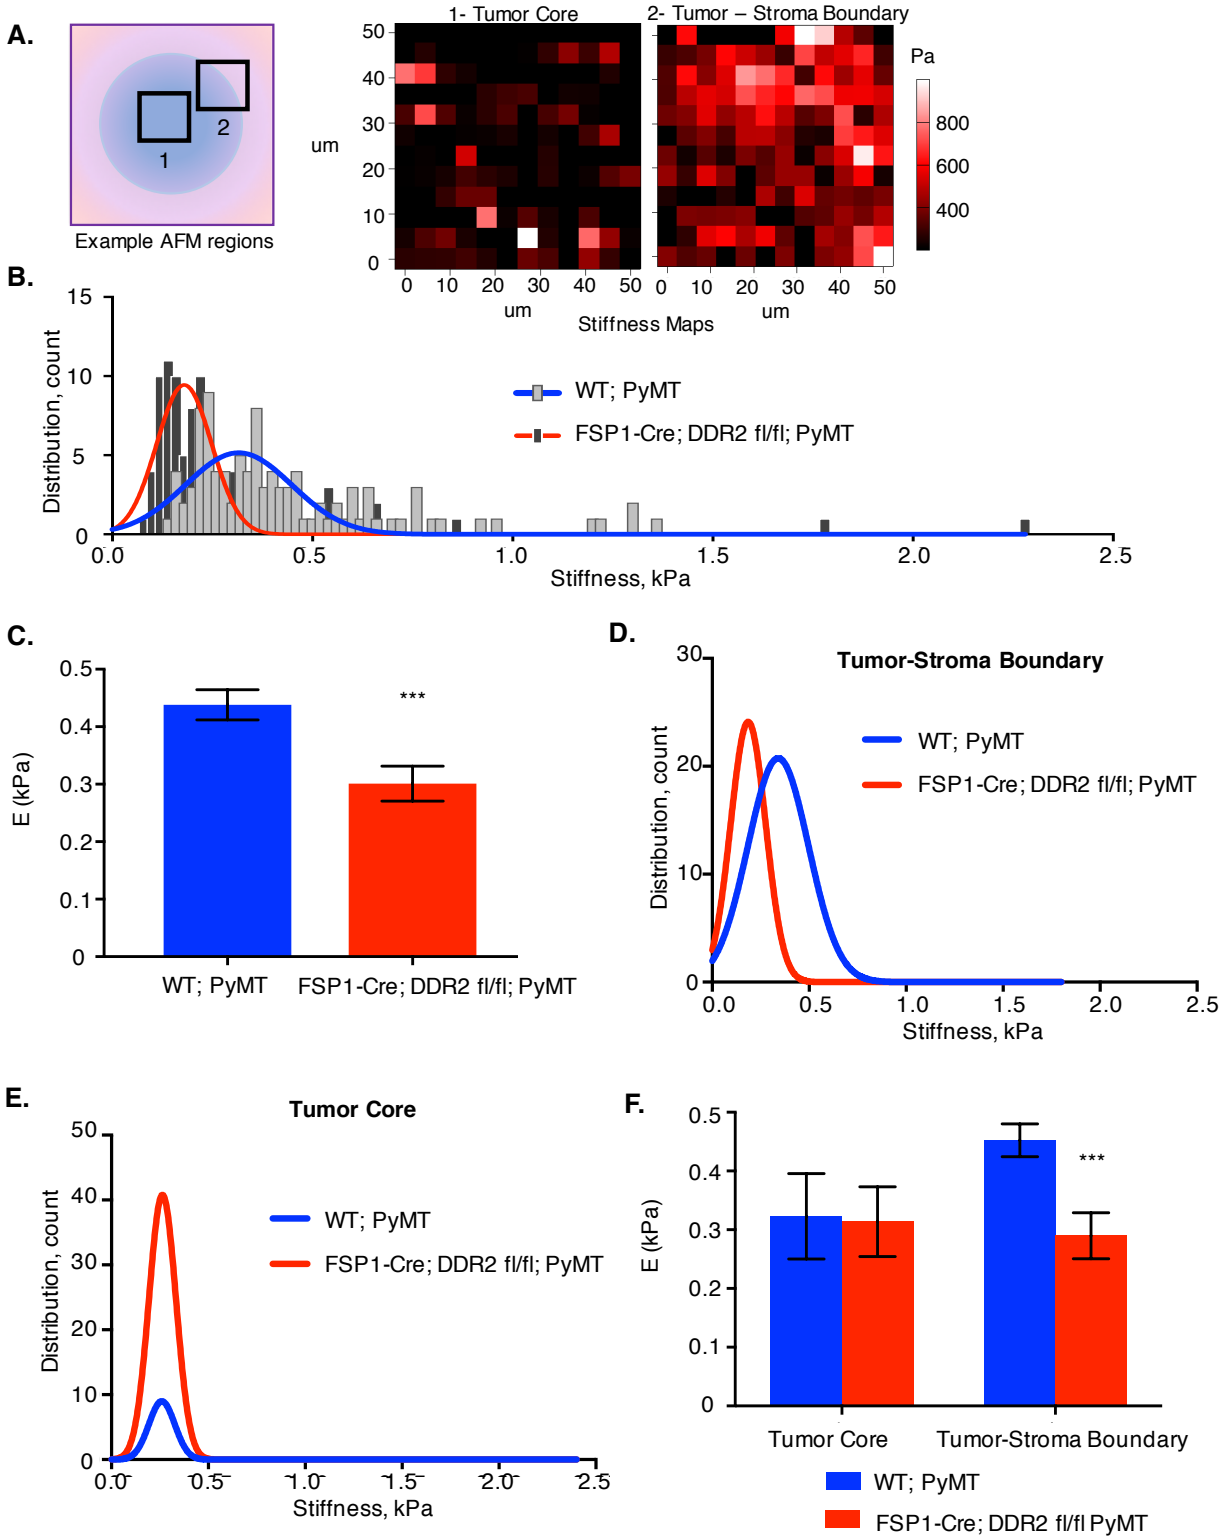 A.
1
2
Example AFM regions
1- Tumor Core
2- Tumor – Stroma Boundary
50
40
30
20
10
0
um
0 10 20 30 40 50
um
0 10 20 30 40 50
um
Stiffness Maps
Pa
800
600
400
B.
15
10
5
0
Distribution, count
0.0 0.5 1.0 1.5 2.0 2.5
Stiffness, kPa
WT; PyMT
FSP1-Cre; DDR2 fl/fl; PyMT
C.
0.5
0.4
0.3
0.2
0.1
0
E (kPa)
***
WT; PyMT
FSP1-Cre; DDR2 fl/fl; PyMT
D.
Tumor-Stroma Boundary
30
20
10
0
Distribution, count
WT; PyMT
FSP1-Cre; DDR2 fl/fl; PyMT
0.0 0.5 1.0 1.5 2.0 2.5
Stiffness, kPa
E.
Tumor Core
50
40
30
20
10
0
Distribution, count
WT; PyMT
FSP1-Cre; DDR2 fl/fl; PyMT
0.0 0.5 1.0 1.5 2.0 2.5
Stiffness, kPa
F.
0.5
0.4
0.3
0.2
0.1
0
E (kPa)
***
Tumor Core
Tumor-Stroma Boundary
WT; PyMT
FSP1-Cre; DDR2 fl/fl PyMT